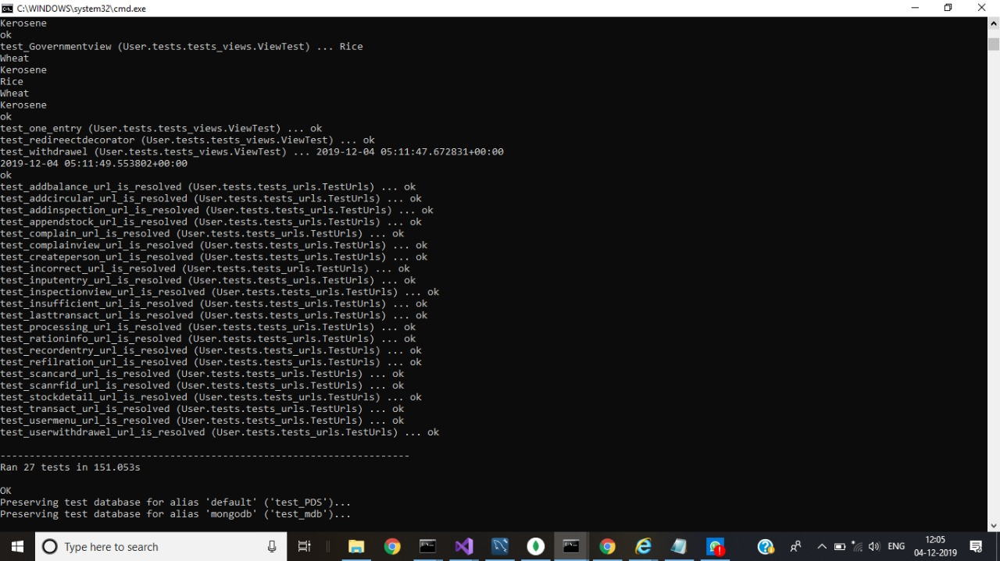 C:\WINDOWS\system32\cmd.exe
Kerosene
ok
test_Governmentview (User.tests.tests_views.ViewTest) ... Rice
Wheat
Kerosene
Rice
Wheat
Kerosene
ok
test_one_entry (User.tests.tests_views.ViewTest) ... ok
test_redireectdecorator (User.tests.tests_views.ViewTest) ... ok
test_withdrawel (User.tests.tests_views.ViewTest) ... 2019-12-04 05:11:47.672831+00:00
2019-12-04 05:11:49.553802+00:00
ok
test_addbalance_url_is_resolved (User.tests.tests_urls.TestUrls) ... ok
test_addcircular_url_is_resolved (User.tests.tests_urls.TestUrls) ... ok
test_addinspection_url_is_resolved (User.tests.tests_urls.TestUrls) ... ok
test_appendstock_url_is_resolved (User.tests.tests_urls.TestUrls) ... ok
test_complain_url_is_resolved (User.tests.tests_urls.TestUrls) ... ok
test_complainview_url_is_resolved (User.tests.tests_urls.TestUrls) ... ok
test_createperson_url_is_resolved (User.tests.tests_urls.TestUrls) ... ok
test_incorrect_url_is_resolved (User.tests.tests_urls.TestUrls) ... ok
test_inputentry_url_is_resolved (User.tests.tests_urls.TestUrls) ... ok
test_inspectionview_url_is_resolved (User.tests.tests_urls.TestUrls) ... ok
test_insufficient_url_is_resolved (User.tests.tests_urls.TestUrls) ... ok
test_lasttransact_url_is_resolved (User.tests.tests_urls.TestUrls) ... ok
test_processing_url_is_resolved (User.tests.tests_urls.TestUrls) ... ok
test_rationinfo_url_is_resolved (User.tests.tests_urls.TestUrls) ... ok
test_recordentry_url_is_resolved (User.tests.tests_urls.TestUrls) ... ok
test_refilration_url_is_resolved (User.tests.tests_urls.TestUrls) ... ok
test_scancard_url_is_resolved (User.tests.tests_urls.TestUrls) ... ok
test_scanrfid_url_is_resolved (User.tests.tests_urls.TestUrls) ... ok
test_stockdetail_url_is_resolved (User.tests.tests_urls.TestUrls) ... ok
test_transact_url_is_resolved (User.tests.tests_urls.TestUrls) ... ok
test_usermenu_url_is_resolved (User.tests.tests_urls.TestUrls) ... ok
test_userwithdrawel_url_is_resolved (User.tests.tests_urls.TestUrls) ... ok
----------------------------------------------------------------------
Ran 27 tests in 151.053s
OK
Preserving test database for alias 'default' ('test_PDS')...
Preserving test database for alias 'mongodb' ('test_mdb')...
Type here to search
ENG
12:05
04-12-2019